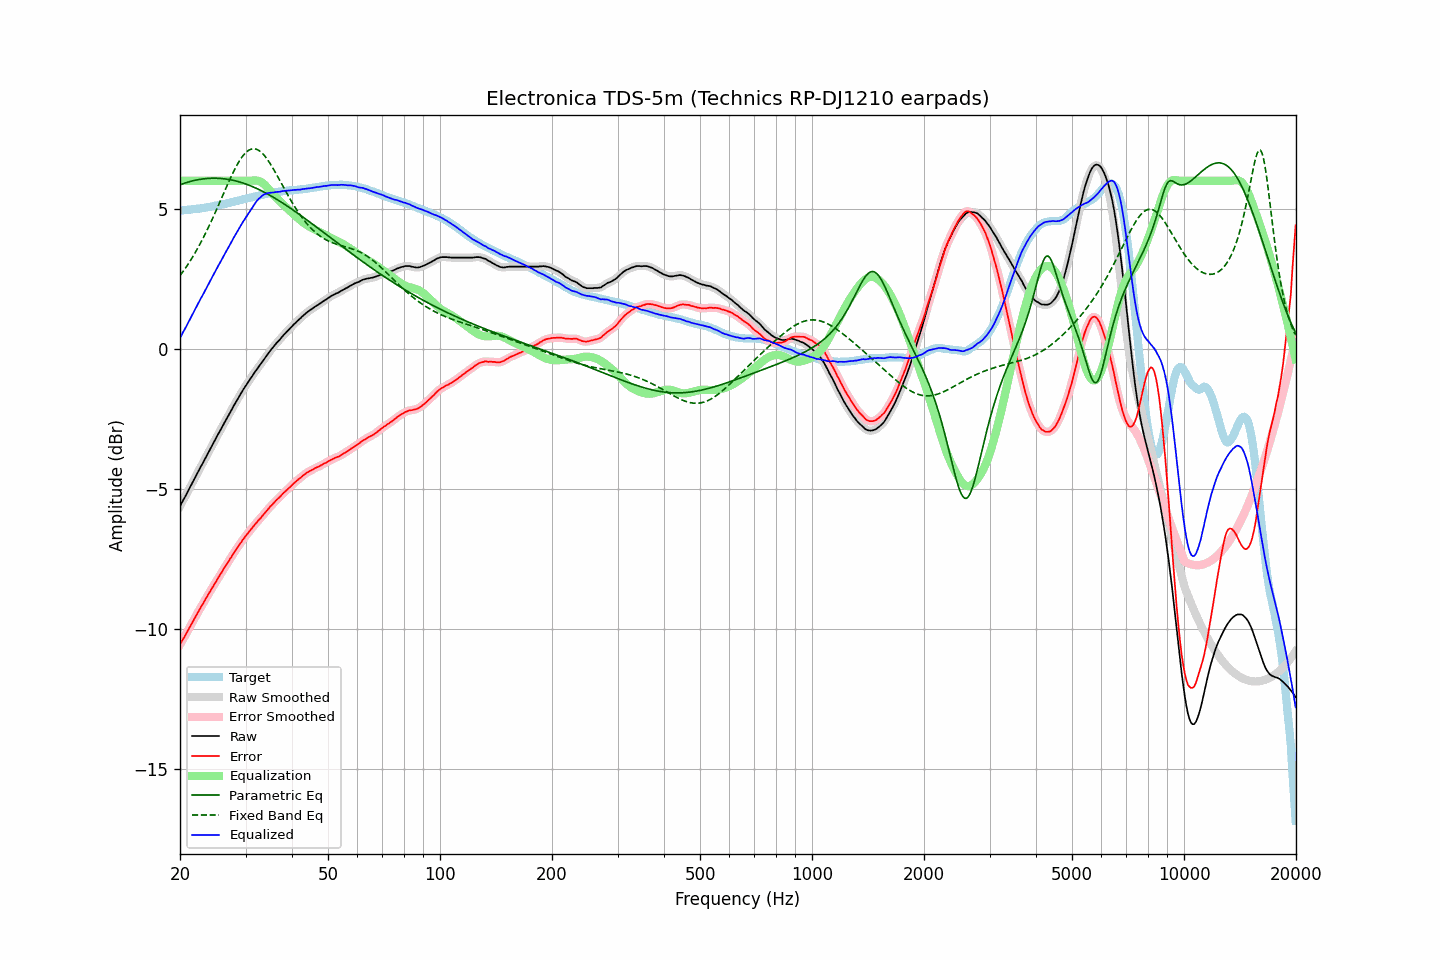 Electronica TDS-5m (Technics RP-DJ1210 earpads)
Amplitude (dBr)
5
0
−5
−10
−15
Target
Raw Smoothed
Error Smoothed
Raw
Error
Equalization
Parametric Eq
Fixed Band Eq
Equalized
20 50 100 200 500 1000 2000 5000 10000 20000
Frequency (Hz)